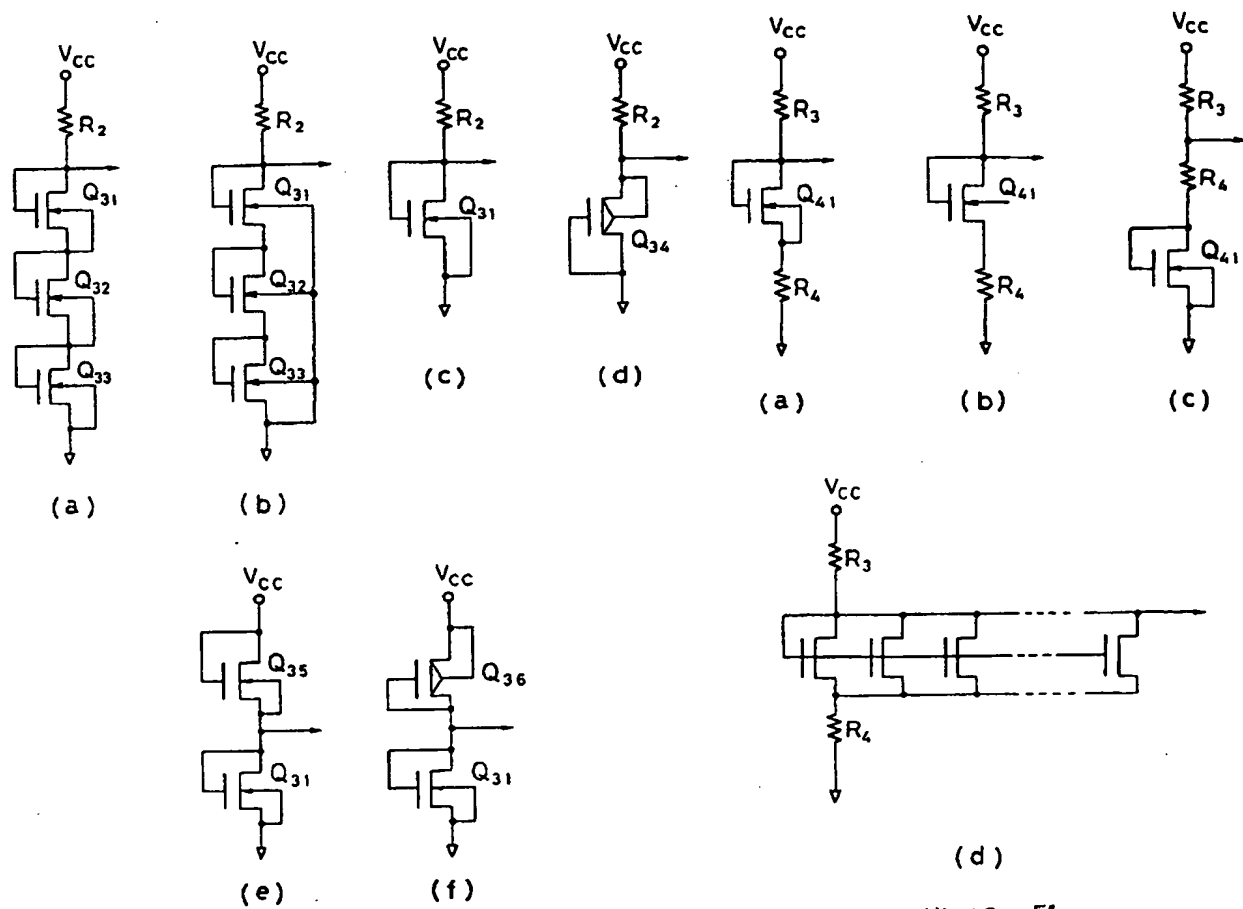 VCC
R2
Q31
Q32
Q33
(a)
VCC
R2
Q31
Q32
Q33
(b)
VCC
R2
Q31
(c)
VCC
R2
Q34
(d)
VCC
R3
Q41
R4
(a)
VCC
R3
Q41
R4
(b)
VCC
R3
R4
Q41
(c)
VCC
Q35
Q31
(e)
VCC
Q36
Q31
(f)
VCC
R3
R4
(d)